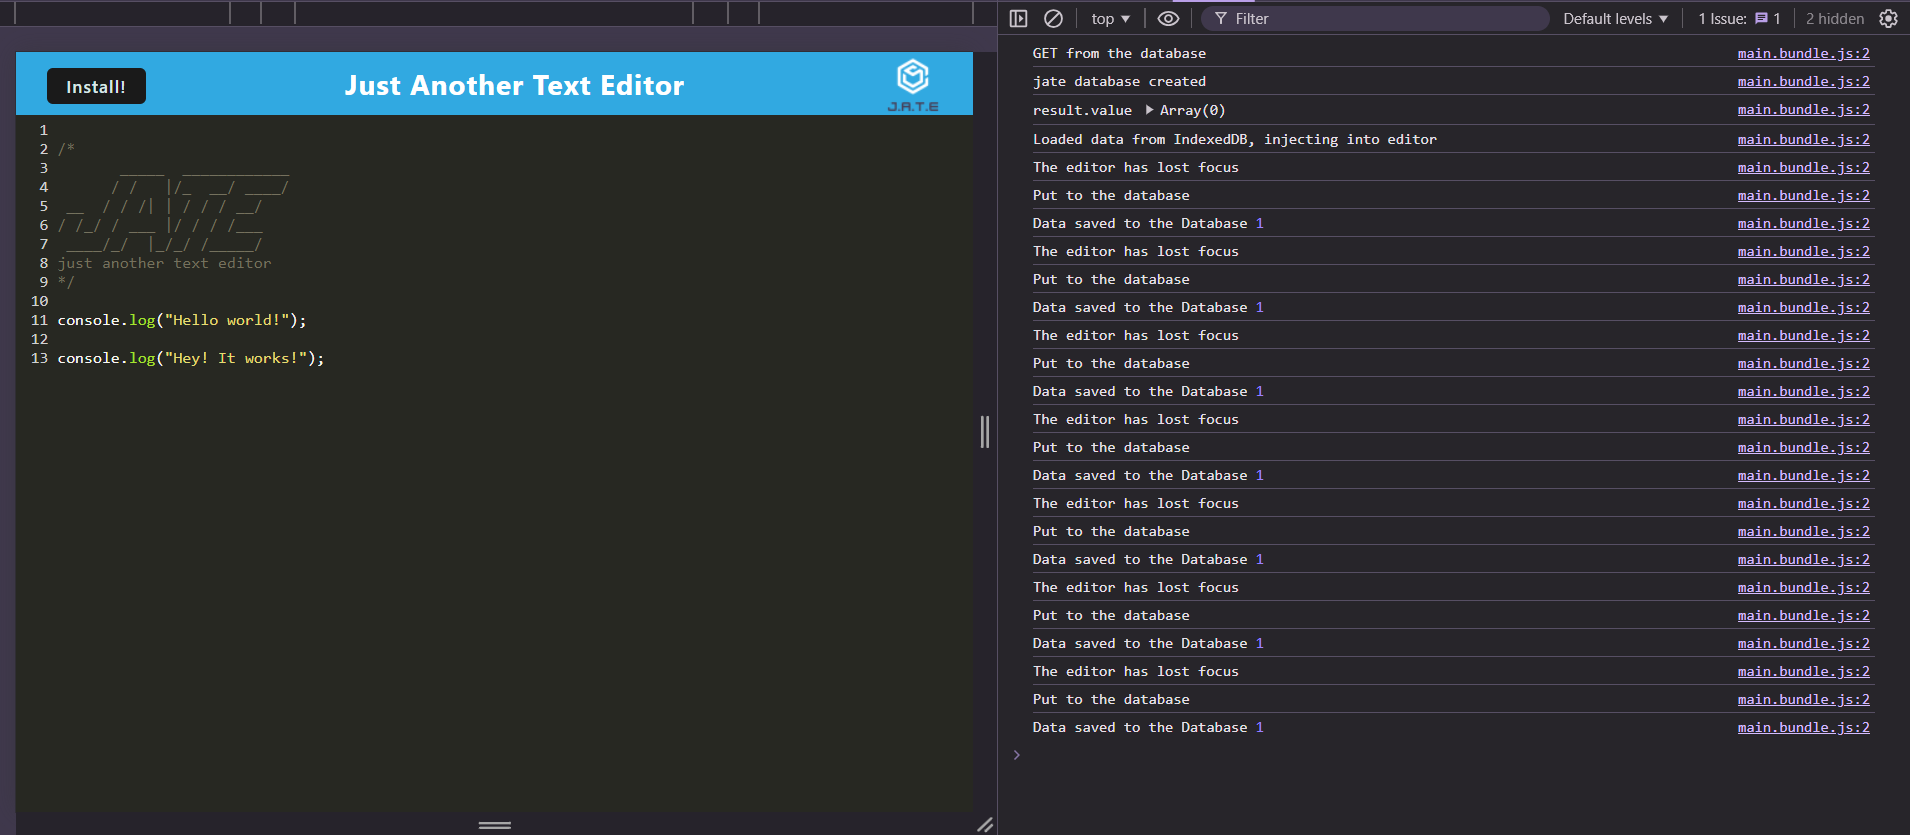 Install!
Just Another Text Editor
J.A.T.E
1
2 /*
3        _____  ____________
4       / /   |/_  __/ ____/
5  __  / / /| | / / / __/
6 / /_/ / ___ |/ / / /___
7  ____/_/  |_/_/ /_____/
8 just another text editor
9 */
10
11 console.log("Hello world!");
12
13 console.log("Hey! It works!");
top ▼ Filter Default levels ▼ 1 Issue: 1 2 hidden
GET from the database main.bundle.js:2
jate database created main.bundle.js:2
result.value ▶ Array(0) main.bundle.js:2
Loaded data from IndexedDB, injecting into editor main.bundle.js:2
The editor has lost focus main.bundle.js:2
Put to the database main.bundle.js:2
Data saved to the Database 1 main.bundle.js:2
The editor has lost focus main.bundle.js:2
Put to the database main.bundle.js:2
Data saved to the Database 1 main.bundle.js:2
The editor has lost focus main.bundle.js:2
Put to the database main.bundle.js:2
Data saved to the Database 1 main.bundle.js:2
The editor has lost focus main.bundle.js:2
Put to the database main.bundle.js:2
Data saved to the Database 1 main.bundle.js:2
The editor has lost focus main.bundle.js:2
Put to the database main.bundle.js:2
Data saved to the Database 1 main.bundle.js:2
The editor has lost focus main.bundle.js:2
Put to the database main.bundle.js:2
Data saved to the Database 1 main.bundle.js:2
The editor has lost focus main.bundle.js:2
Put to the database main.bundle.js:2
Data saved to the Database 1 main.bundle.js:2